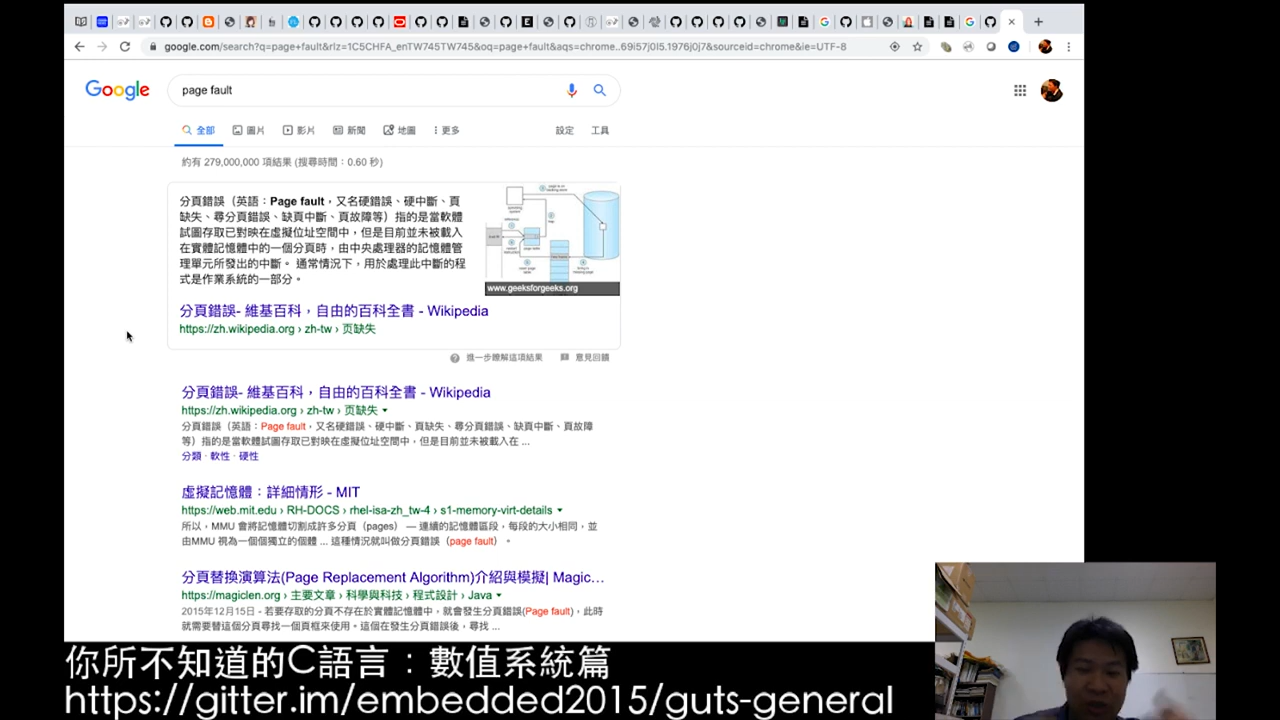 google.com/search?q=page+fault&rlz=1C5CHFA_enTW745TW745&oq=page+fault&aqs=chrome..69i57j0l5.1976j0j7&sourceid=chrome&ie=UTF-8
Google
page fault
全部 圖片 影片 新聞 地圖 更多 設定 工具
約有 279,000,000 項結果 (搜尋時間：0.60 秒)
分頁錯誤（英語：Page fault，又名硬錯誤、硬中斷、頁
缺失、尋分頁錯誤、缺頁中斷、頁故障等）指的是當軟體
試圖存取已對映在虛擬位址空間中，但是目前並未被載入
在實體記憶體中的一個分頁時，由中央處理器的記憶體管
理單元所發出的中斷。 通常情況下，用於處理此中斷的程
式是作業系統的一部分。
www.geeksforgeeks.org
分頁錯誤- 維基百科，自由的百科全書 - Wikipedia
https://zh.wikipedia.org › zh-tw › 页缺失
進一步瞭解這項結果 意見回饋
分頁錯誤- 維基百科，自由的百科全書 - Wikipedia
https://zh.wikipedia.org › zh-tw › 页缺失
分頁錯誤（英語：Page fault，又名硬錯誤、硬中斷、頁缺失、尋分頁錯誤、缺頁中斷、頁故障
等）指的是當軟體試圖存取已對映在虛擬位址空間中，但是目前並未被載入在 ...
分類 · 軟性 · 硬性
虛擬記憶體：詳細情形 - MIT
https://web.mit.edu › RH-DOCS › rhel-isa-zh_tw-4 › s1-memory-virt-details
所以，MMU 會將記憶體切割成許多分頁（pages） — 連續的記憶體區段，每段的大小相同，並
由MMU 視為一個個獨立的個體 ... 這種情況就叫做分頁錯誤（page fault）。
分頁替換演算法(Page Replacement Algorithm)介紹與模擬| Magic...
https://magiclen.org › 主要文章 › 科學與科技 › 程式設計 › Java
2015年12月15日 - 若要存取的分頁不存在於實體記憶體中，就會發生分頁錯誤(Page fault)，此時
就需要替這個分頁尋找一個頁框來使用。這個在發生分頁錯誤後，尋找 ...
你所不知道的C語言：數值系統篇
https://gitter.im/embedded2015/guts-general